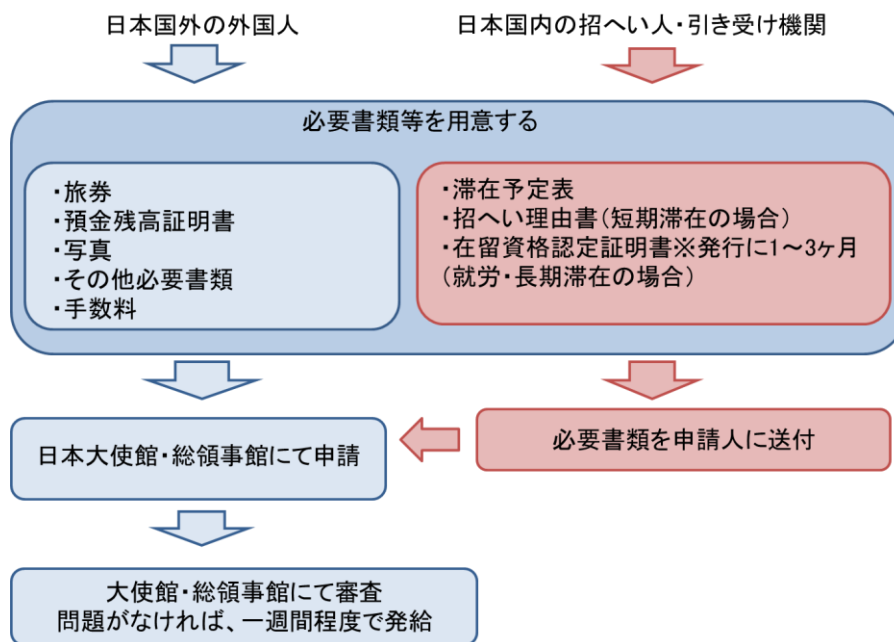 日本国外の外国人
日本国内の招へい人・引き受け機関
必要書類等を用意する
・旅券
・預金残高証明書
・写真
・その他必要書類
・手数料
・滞在予定表
・招へい理由書(短期滞在の場合)
・在留資格認定証明書※発行に1～3ヶ月
(就労・長期滞在の場合)
日本大使館・総領事館にて申請
必要書類を申請人に送付
大使館・総領事館にて審査
問題がなければ、一週間程度で発給